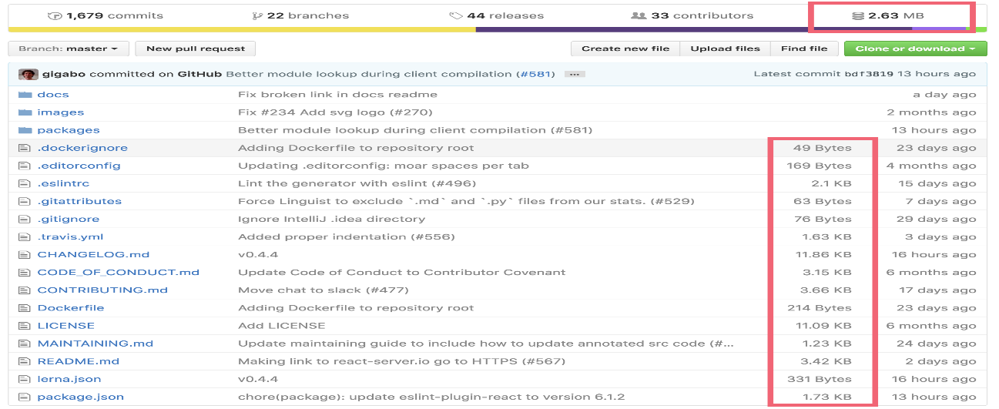 1,679 commits 22 branches 44 releases 33 contributors 2.63 MB
Branch: master New pull request Create new file Upload files Find file Clone or download
gigabo committed on GitHub Better module lookup during client compilation (#581) ... Latest commit bdf3819 13 hours ago
docs Fix broken link in docs readme a day ago
images Fix #234 Add svg logo (#270) 2 months ago
packages Better module lookup during client compilation (#581) 13 hours ago
.dockerignore Adding Dockerfile to repository root 49 Bytes 23 days ago
.editorconfig Updating .editorconfig: moar spaces per tab 169 Bytes 4 months ago
.eslintrc Lint the generator with eslint (#496) 2.1 KB 15 days ago
.gitattributes Force Linguist to exclude `.md` and `.py` files from our stats. (#529) 63 Bytes 7 days ago
.gitignore Ignore IntelliJ .idea directory 76 Bytes 29 days ago
.travis.yml Added proper indentation (#556) 1.63 KB 3 days ago
CHANGELOG.md v0.4.4 11.86 KB 16 hours ago
CODE_OF_CONDUCT.md Update Code of Conduct to Contributor Covenant 3.15 KB 6 months ago
CONTRIBUTING.md Move chat to slack (#477) 3.66 KB 17 days ago
Dockerfile Adding Dockerfile to repository root 214 Bytes 23 days ago
LICENSE Add LICENSE 11.09 KB 6 months ago
MAINTAINING.md Update maintaining guide to include how to update annotated src code (#... 1.23 KB 24 days ago
README.md Making link to react-server.io go to HTTPS (#567) 3.42 KB 2 days ago
lerna.json v0.4.4 331 Bytes 16 hours ago
package.json chore(package): update eslint-plugin-react to version 6.1.2 1.73 KB 13 hours ago